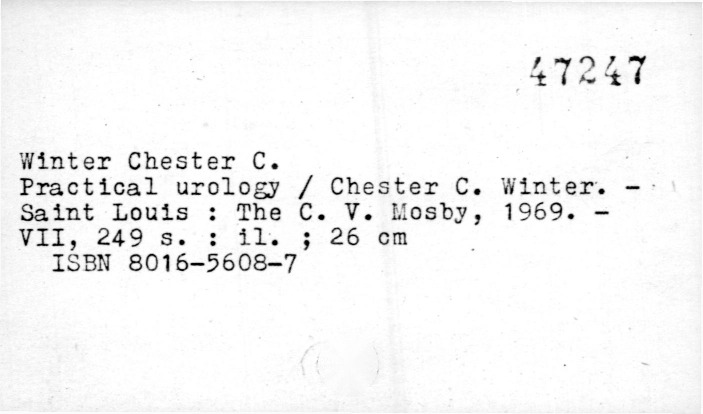 47247
Winter Chester C.
Practical urology / Chester C. Winter. -
Saint Louis : The C. V. Mosby, 1969. -
VII, 249 s. : il. ; 26 cm
ISBN 8016-5608-7